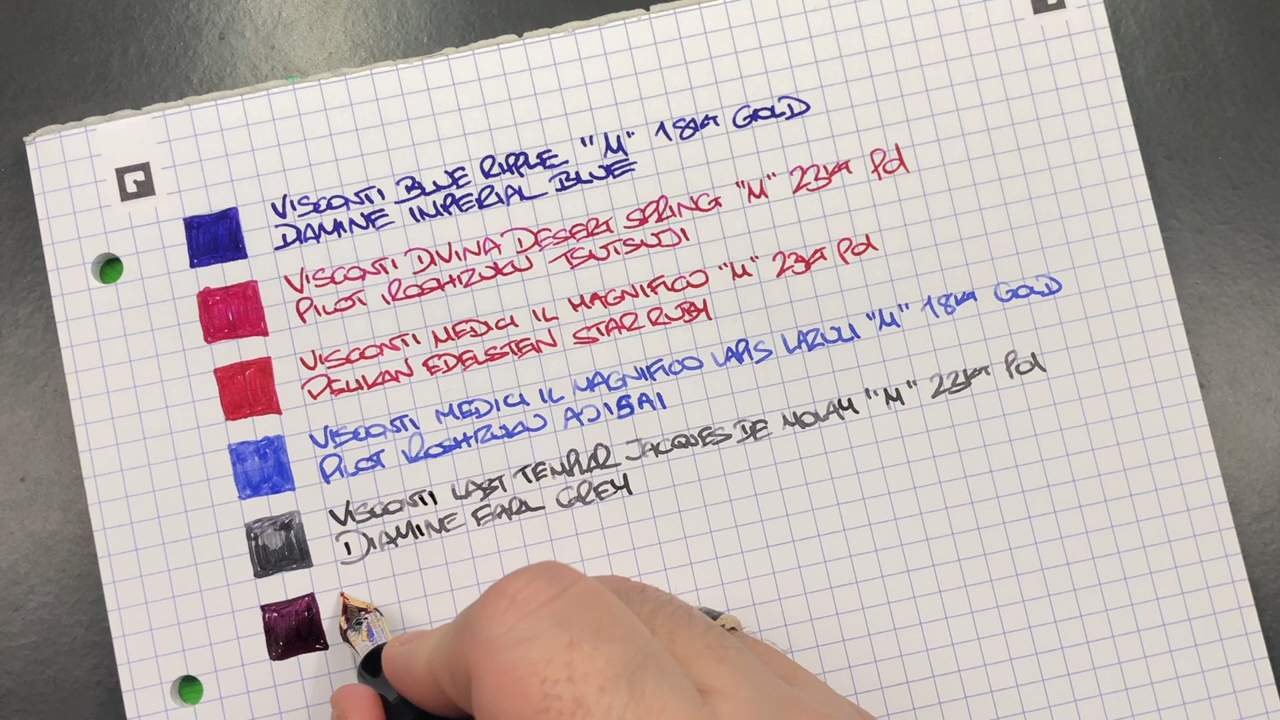 VISCONTI BLUE RIPPLE "M" 18KT GOLD
DIAMINE IMPERIAL BLUE
VISCONTI DIVINA DESERT SPRING "M" 23KT Pd
PILOT IROSHIZUKU TSUTSUJI
VISCONTI MEDICI IL MAGNIFICO "M" 23KT Pd
PELIKAN EDELSTEIN STAR RUBY
VISCONTI MEDICI IL MAGNIFICO LAPIS LAZULI "M" 18KT GOLD
PILOT IROSHIZUKU AJISAI
VISCONTI LAST TEMPLAR JACQUES DE MOLAY "M" 23KT Pd
DIAMINE EARL GREY